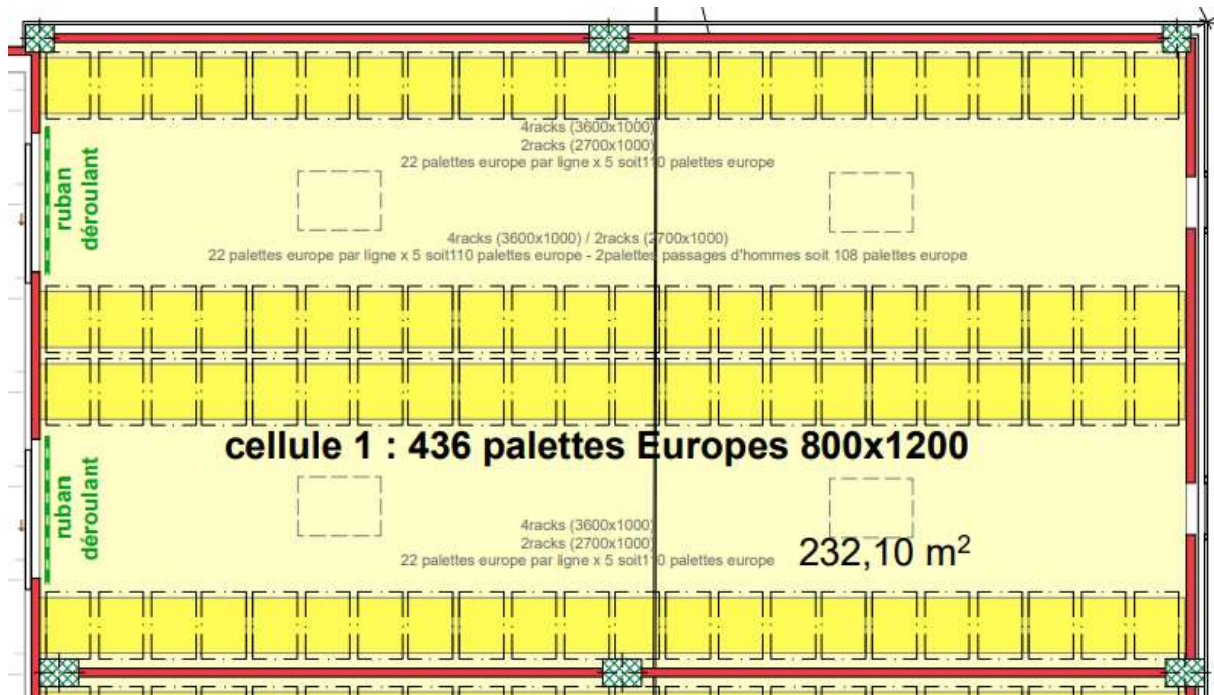 4racks (3600x1000)
2racks (2700x1000)
22 palettes europe par ligne x 5 soit110 palettes europe
ruban
déroulant
4racks (3600x1000) / 2racks (2700x1000)
22 palettes europe par ligne x 5 soit110 palettes europe - 2palettes passages d'hommes soit 108 palettes europe
cellule 1 : 436 palettes Europes 800x1200
ruban
déroulant
4racks (3600x1000)
2racks (2700x1000)
22 palettes europe par ligne x 5 soit110 palettes europe
232,10 m²